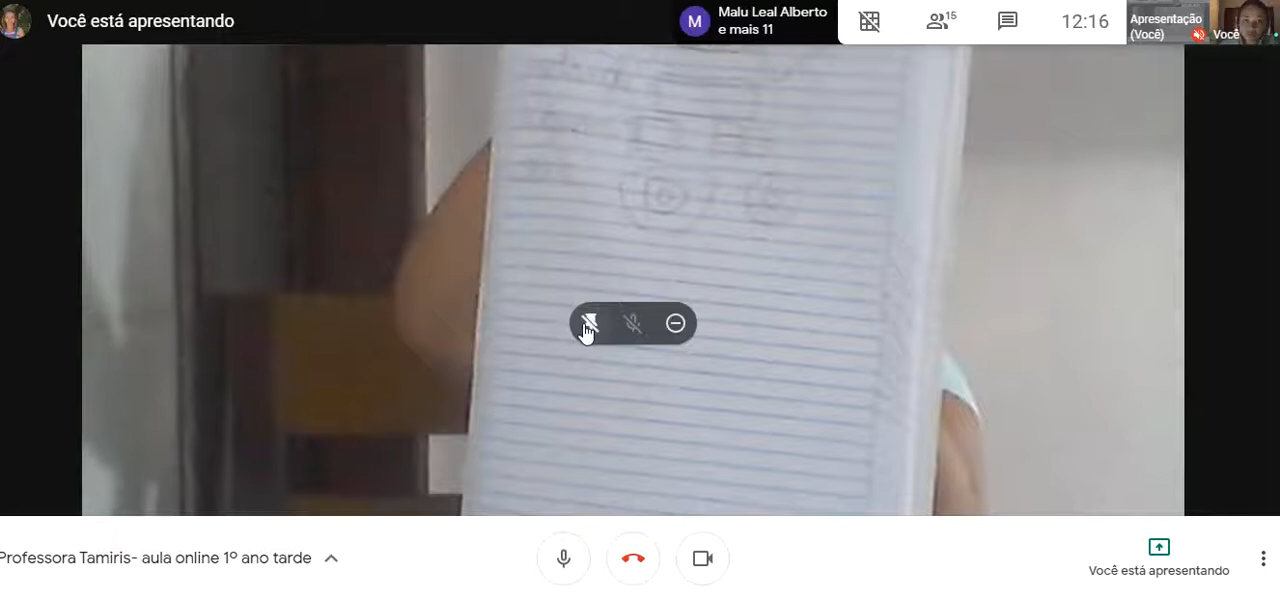 Você está apresentando
M
Malu Leal Alberto
e mais 11
15
12:16
Apresentação
(Você)
Você
Professora Tamiris- aula online 1º ano tarde
Você está apresentando